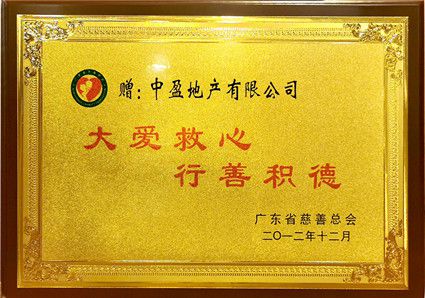 赠：中盈地产有限公司
大爱救心
行善积德
广东省慈善总会
二〇一二年十二月